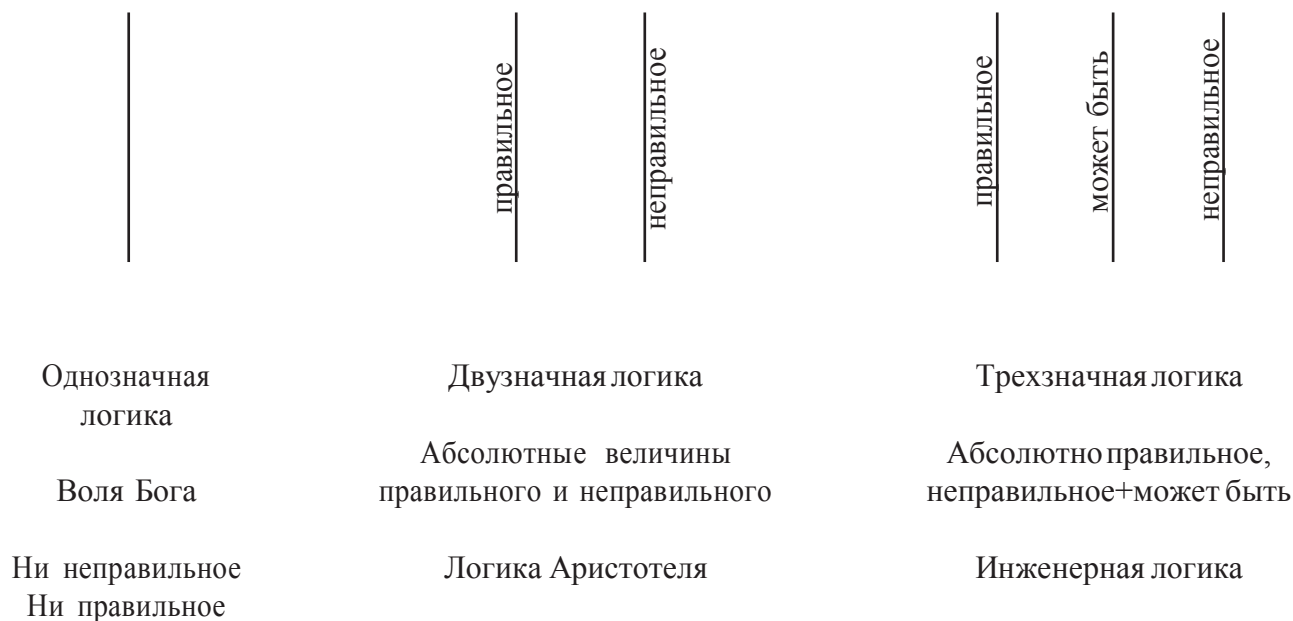 правильное
неправильное
правильное
может быть
неправильное
Однозначная
логика
Воля Бога
Ни неправильное
Ни правильное
Двузначная логика
Абсолютные величины
правильного и неправильного
Логика Аристотеля
Трехзначная логика
Абсолютно правильное,
неправильное+может быть
Инженерная логика